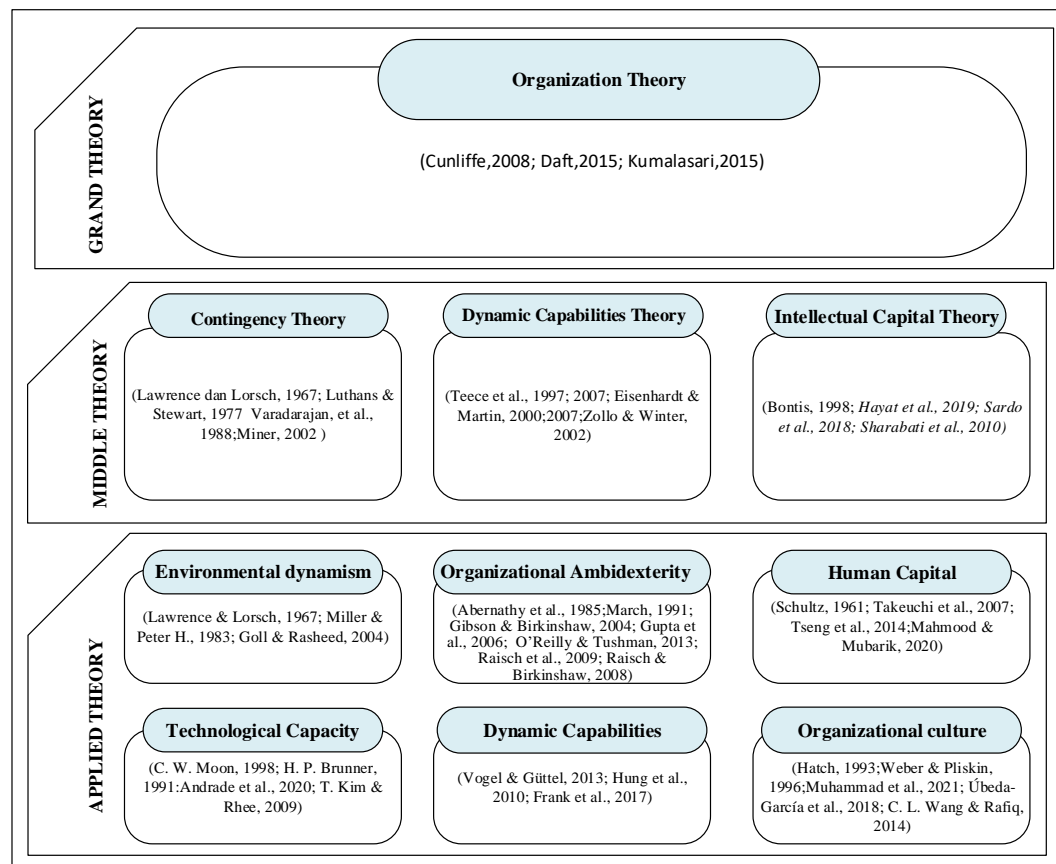 GRAND THEORY
Organization Theory
(Cunliffe,2008; Daft,2015; Kumalasari,2015)
MIDDLE THEORY
Contingency Theory
(Lawrence dan Lorsch, 1967; Luthans &
Stewart, 1977 Varadarajan, et al.,
1988;Miner, 2002 )
Dynamic Capabilities Theory
(Teece et al., 1997; 2007; Eisenhardt &
Martin, 2000;2007;Zollo & Winter,
2002)
Intellectual Capital Theory
(Bontis, 1998; Hayat et al., 2019; Sardo
et al., 2018; Sharabati et al., 2010)
APPLIED THEORY
Environmental dynamism
(Lawrence & Lorsch, 1967; Miller &
Peter H., 1983; Goll & Rasheed, 2004)
Organizational Ambidexterity
(Abernathy et al., 1985;March, 1991;
Gibson & Birkinshaw, 2004; Gupta et
al., 2006; O’Reilly & Tushman, 2013;
Raisch et al., 2009; Raisch &
Birkinshaw, 2008)
Human Capital
(Schultz, 1961; Takeuchi et al., 2007;
Tseng et al., 2014;Mahmood &
Mubarik, 2020)
Technological Capacity
(C. W. Moon, 1998; H. P. Brunner,
1991:Andrade et al., 2020; T. Kim &
Rhee, 2009)
Dynamic Capabilities
(Vogel & Güttel, 2013; Hung et al.,
2010; Frank et al., 2017)
Organizational culture
(Hatch, 1993;Weber & Pliskin,
1996;Muhammad et al., 2021; Úbeda-
García et al., 2018; C. L. Wang & Rafiq,
2014)